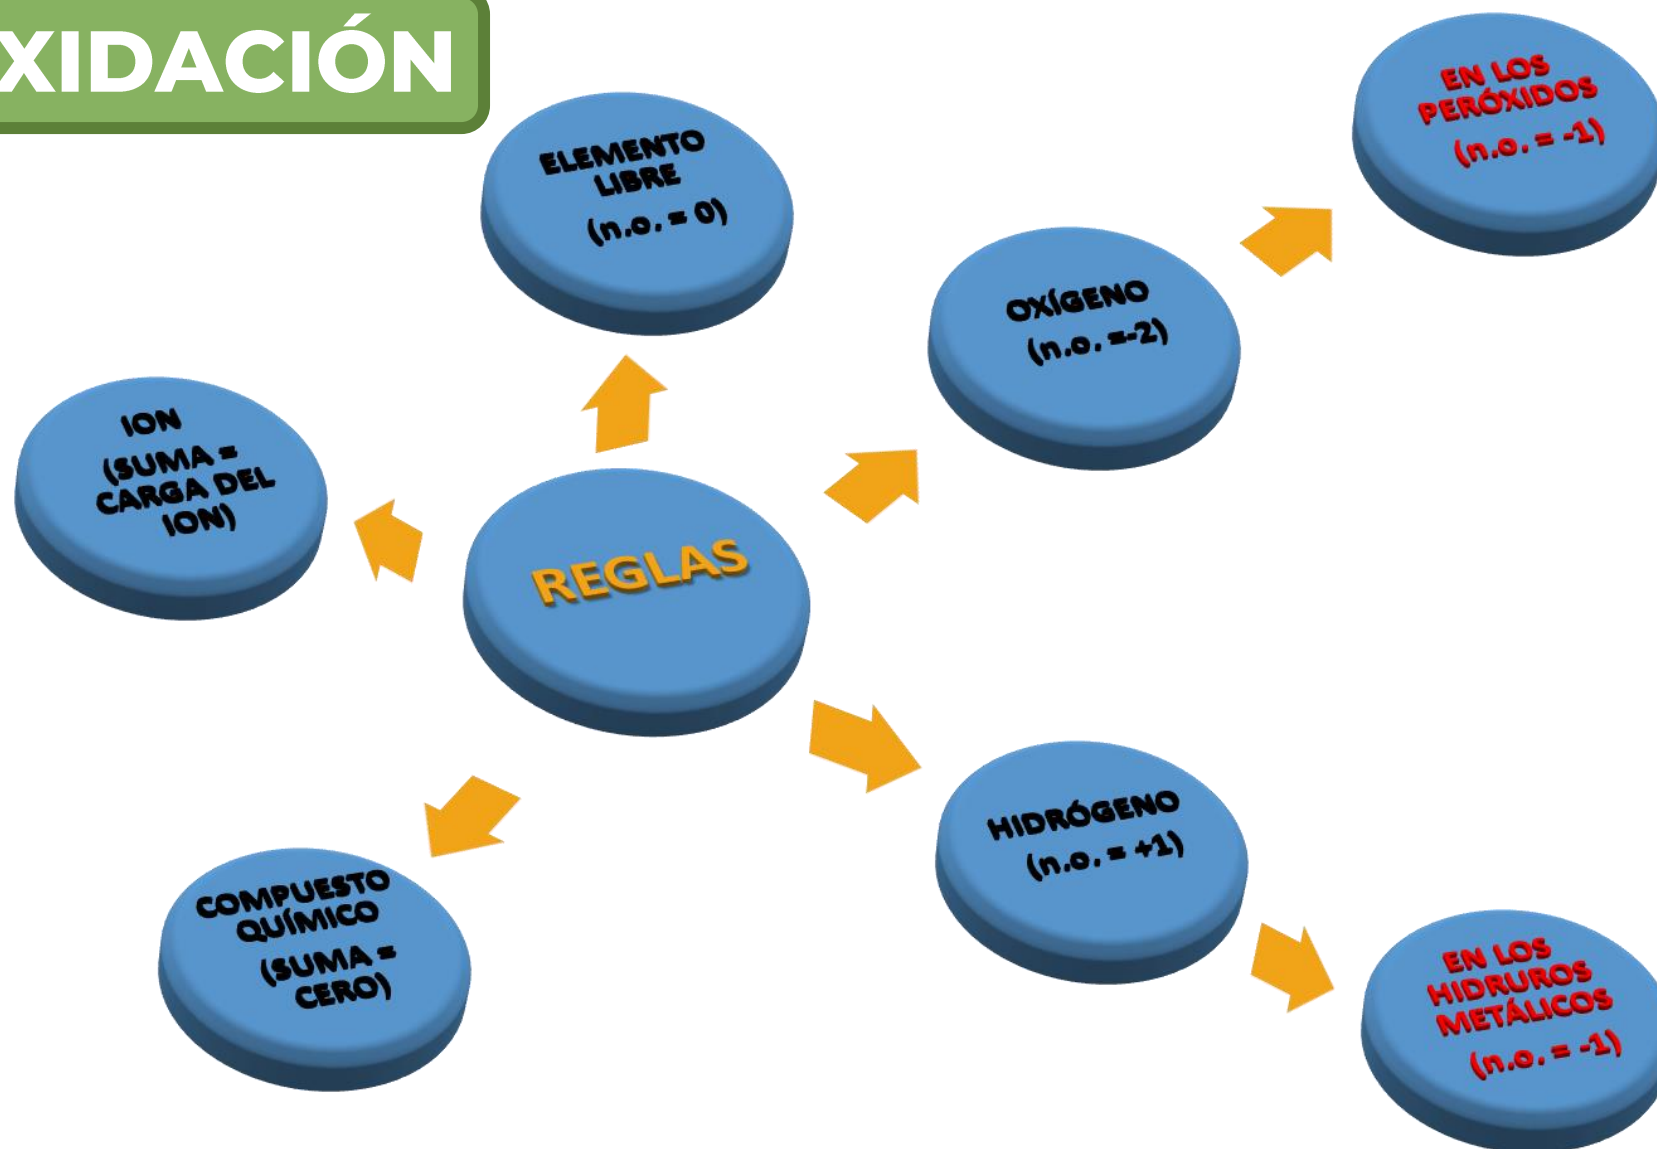 XIDACIÓN
ELEMENTO
LIBRE
(n.o. = 0)
EN LOS
PERÓXIDOS
(n.o. = -1)
OXÍGENO
(n.o. =-2)
ION
(SUMA =
CARGA DEL
ION)
REGLAS
HIDRÓGENO
(n.o. = +1)
COMPUESTO
QUÍMICO
(SUMA =
CERO)
EN LOS
HIDRUROS
METÁLICOS
(n.o. = -1)